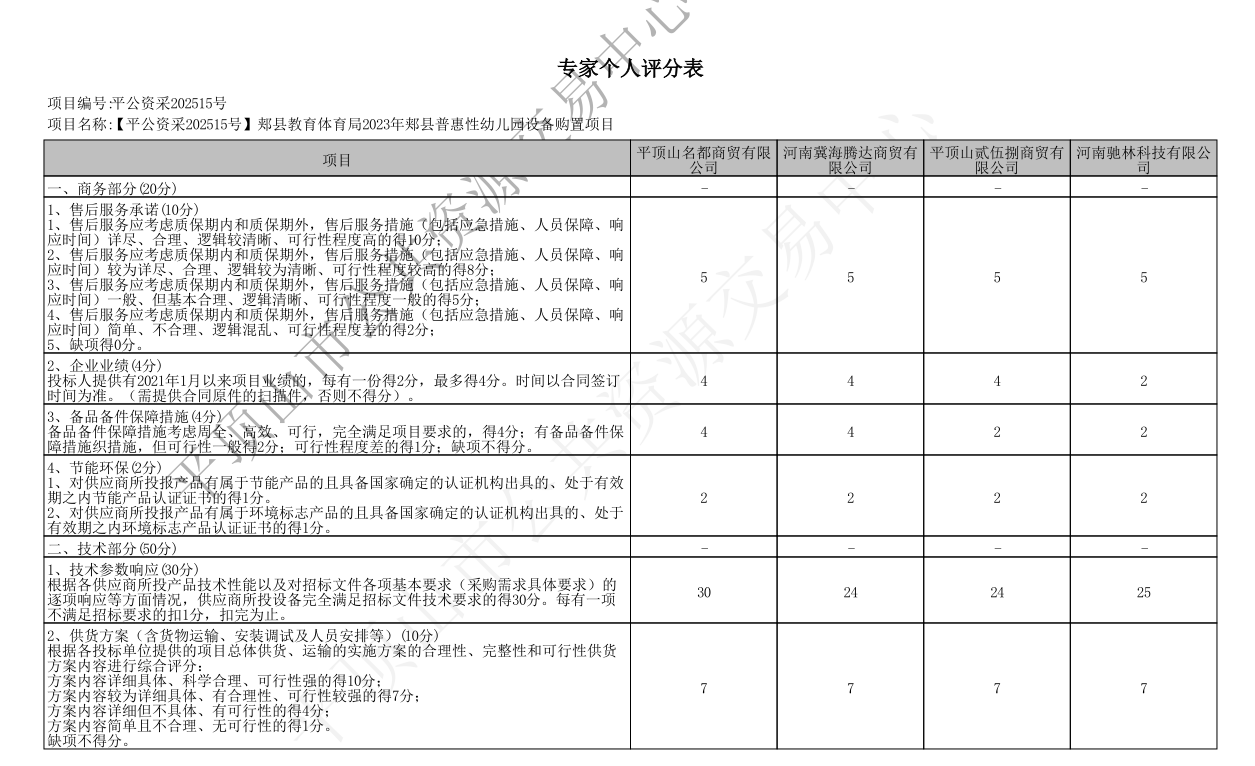 专家个人评分表
项目编号:平公资采202515号
项目名称:【平公资采202515号】郏县教育体育局2023年郏县普惠性幼儿园设备购置项目
项目
平顶山名都商贸有限
公司
河南冀海腾达商贸有
限公司
平顶山贰伍捌商贸有
限公司
河南驰林科技有限公
司
一、商务部分(20分)
– – – –
1、售后服务承诺(10分)
1、售后服务应考虑质保期内和质保期外，售后服务措施（包括应急措施、人员保障、响
应时间）详尽、合理、逻辑较清晰、可行性程度高的得10分；
2、售后服务应考虑质保期内和质保期外，售后服务措施（包括应急措施、人员保障、响
应时间）较为详尽、合理、逻辑较为清晰、可行性程度较高的得8分；
3、售后服务应考虑质保期内和质保期外，售后服务措施（包括应急措施、人员保障、响
应时间）一般、但基本合理、逻辑清晰、可行性程度一般的得5分；
4、售后服务应考虑质保期内和质保期外，售后服务措施（包括应急措施、人员保障、响
应时间）简单、不合理、逻辑混乱、可行性程度差的得2分；
5、缺项得0分。
5 5 5 5
2、企业业绩(4分)
投标人提供有2021年1月以来项目业绩的，每有一份得2分，最多得4分。时间以合同签订
时间为准。（需提供合同原件的扫描件，否则不得分）。
4 4 4 2
3、备品备件保障措施(4分)
备品备件保障措施考虑周全、高效、可行，完全满足项目要求的，得4分；有备品备件保
障措施织措施，但可行性一般得2分；可行性程度差的得1分；缺项不得分。
4 4 2 2
4、节能环保(2分)
1、对供应商所投报产品有属于节能产品的且具备国家确定的认证机构出具的、处于有效
期之内节能产品认证证书的得1分。
2、对供应商所投报产品有属于环境标志产品的且具备国家确定的认证机构出具的、处于
有效期之内环境标志产品认证证书的得1分。
2 2 2 2
二、技术部分(50分)
– – – –
1、技术参数响应(30分)
根据各供应商所投产品技术性能以及对招标文件各项基本要求（采购需求具体要求）的
逐项响应等方面情况，供应商所投设备完全满足招标文件技术要求的得30分。每有一项
不满足招标要求的扣1分，扣完为止。
30 24 24 25
2、供货方案（含货物运输、安装调试及人员安排等）(10分)
根据各投标单位提供的项目总体供货、运输的实施方案的合理性、完整性和可行性供货
方案内容进行综合评分：
方案内容详细具体、科学合理、可行性强的得10分；
方案内容较为详细具体、有合理性、可行性较强的得7分；
方案内容详细但不具体、有可行性的得4分；
方案内容简单且不合理、无可行性的得1分。
缺项不得分。
7 7 7 7
平顶山市公共资源交易中心
平顶山市公共资源交易中心